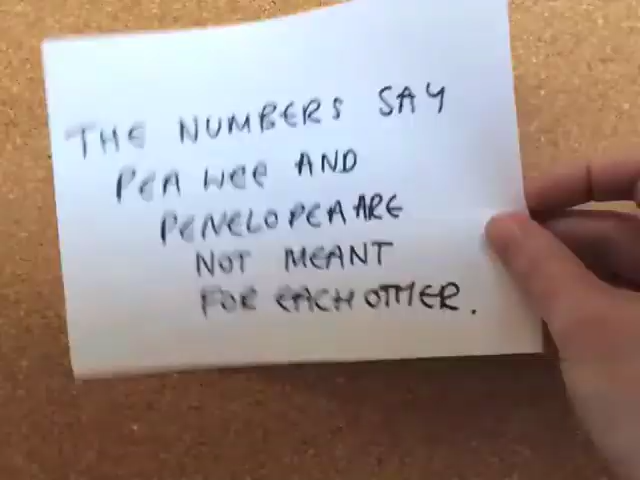 THE NUMBERS SAY
PEA WEE AND
PENELOPEA ARE
NOT MEANT
FOR EACH OTHER.